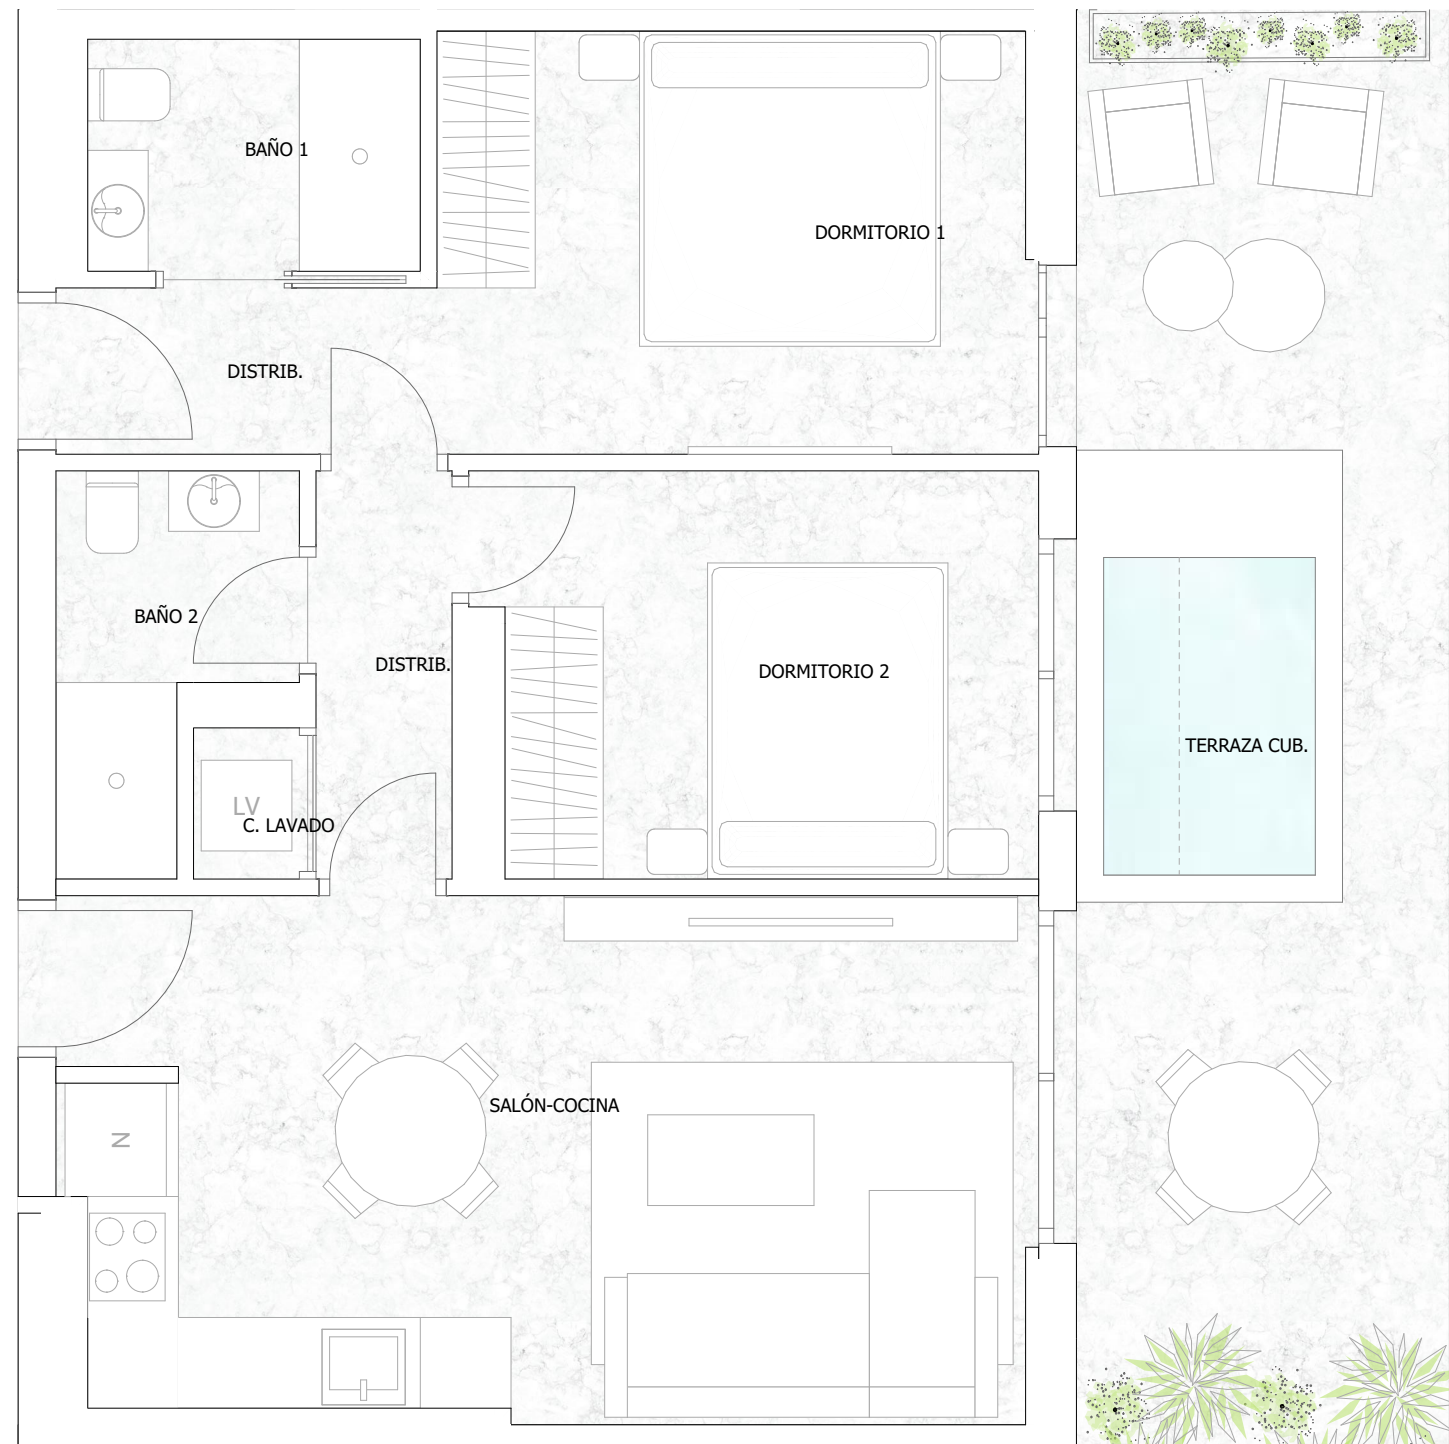 BAÑO 1
DORMITORIO 1
DISTRIB.
BAÑO 2
DISTRIB.
DORMITORIO 2
TERRAZA CUB.
LV
C. LAVADO
SALÓN-COCINA
N